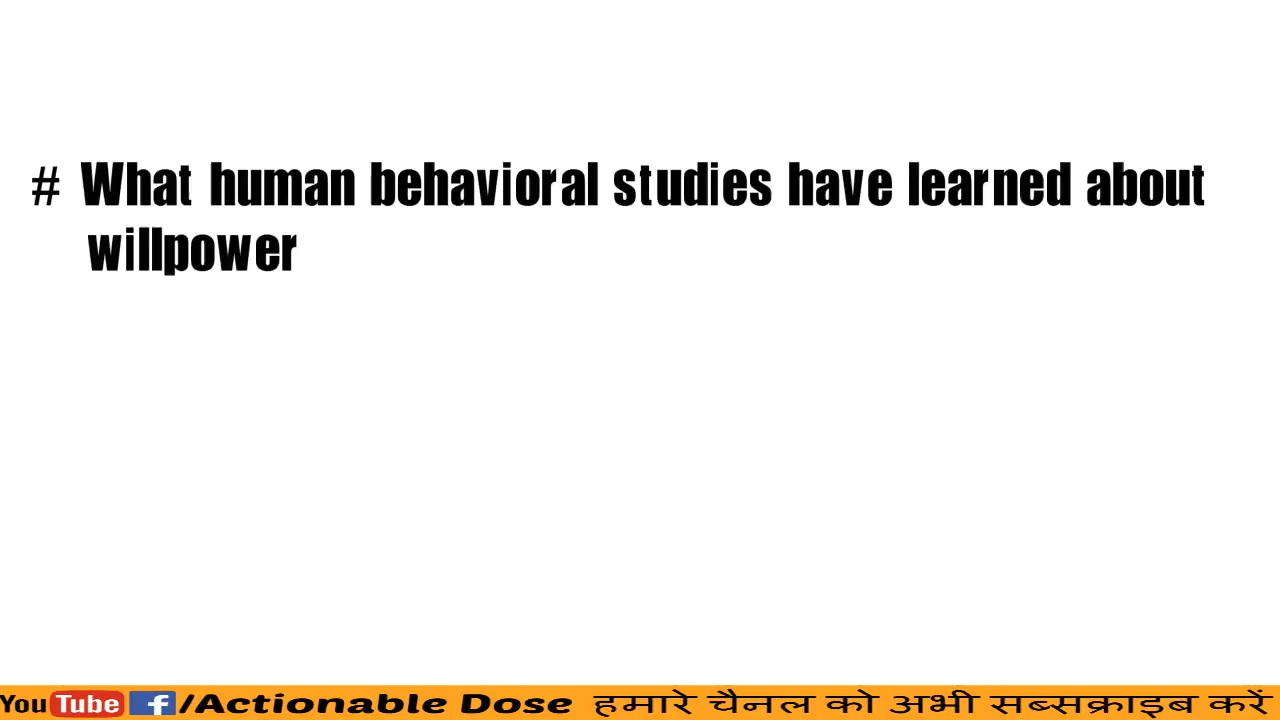 # What human behavioral studies have learned about
willpower
YouTube f/Actionable Dose हमारे चैनल को अभी सब्सक्राइब करें